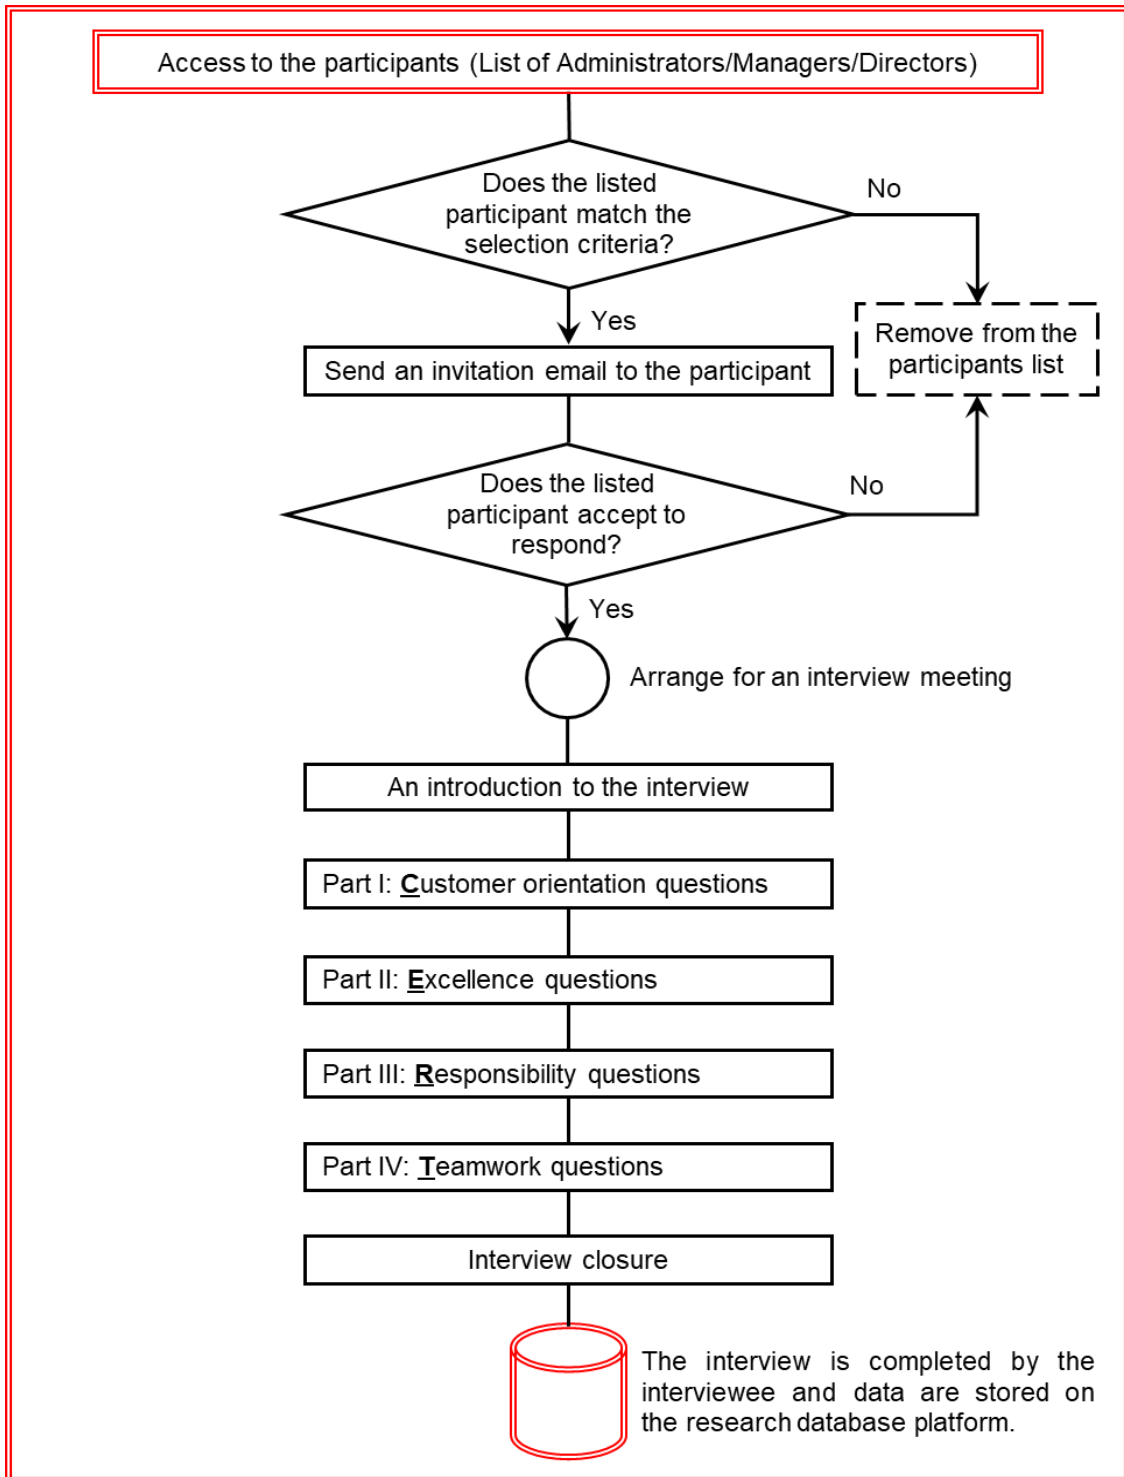 Access to the participants (List of Administrators/Managers/Directors)
Does the listed
participant match the
selection criteria?
No
Yes
Remove from the
participants list
Send an invitation email to the participant
Does the listed
participant accept to
respond?
No
Yes
Arrange for an interview meeting
An introduction to the interview
Part I: Customer orientation questions
Part II: Excellence questions
Part III: Responsibility questions
Part IV: Teamwork questions
Interview closure
The interview is completed by the
interviewee and data are stored on
the research database platform.